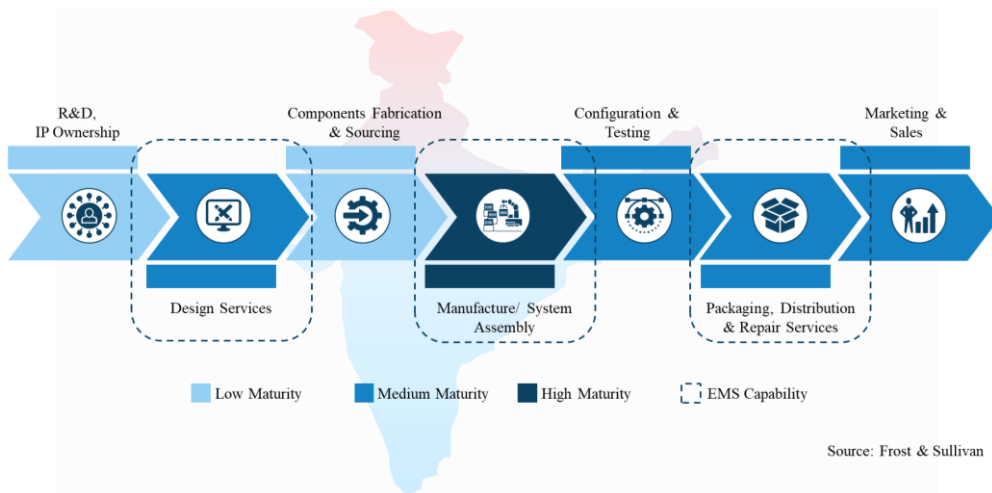 R&D,
IP Ownership
Components Fabrication
& Sourcing
Configuration &
Testing
Marketing &
Sales
Design Services
Manufacture/ System
Assembly
Packaging, Distribution
& Repair Services
Low Maturity
Medium Maturity
High Maturity
EMS Capability
Source: Frost & Sullivan